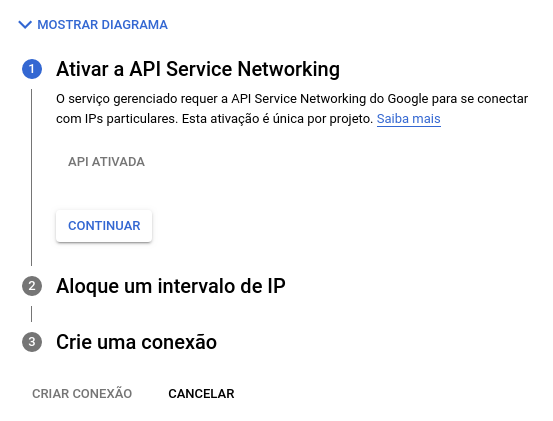 MOSTRAR DIAGRAMA
1 Ativar a API Service Networking
O serviço gerenciado requer a API Service Networking do Google para se conectar
com IPs particulares. Esta ativação é única por projeto. Saiba mais
API ATIVADA
CONTINUAR
2 Aloque um intervalo de IP
3 Crie uma conexão
CRIAR CONEXÃO CANCELAR